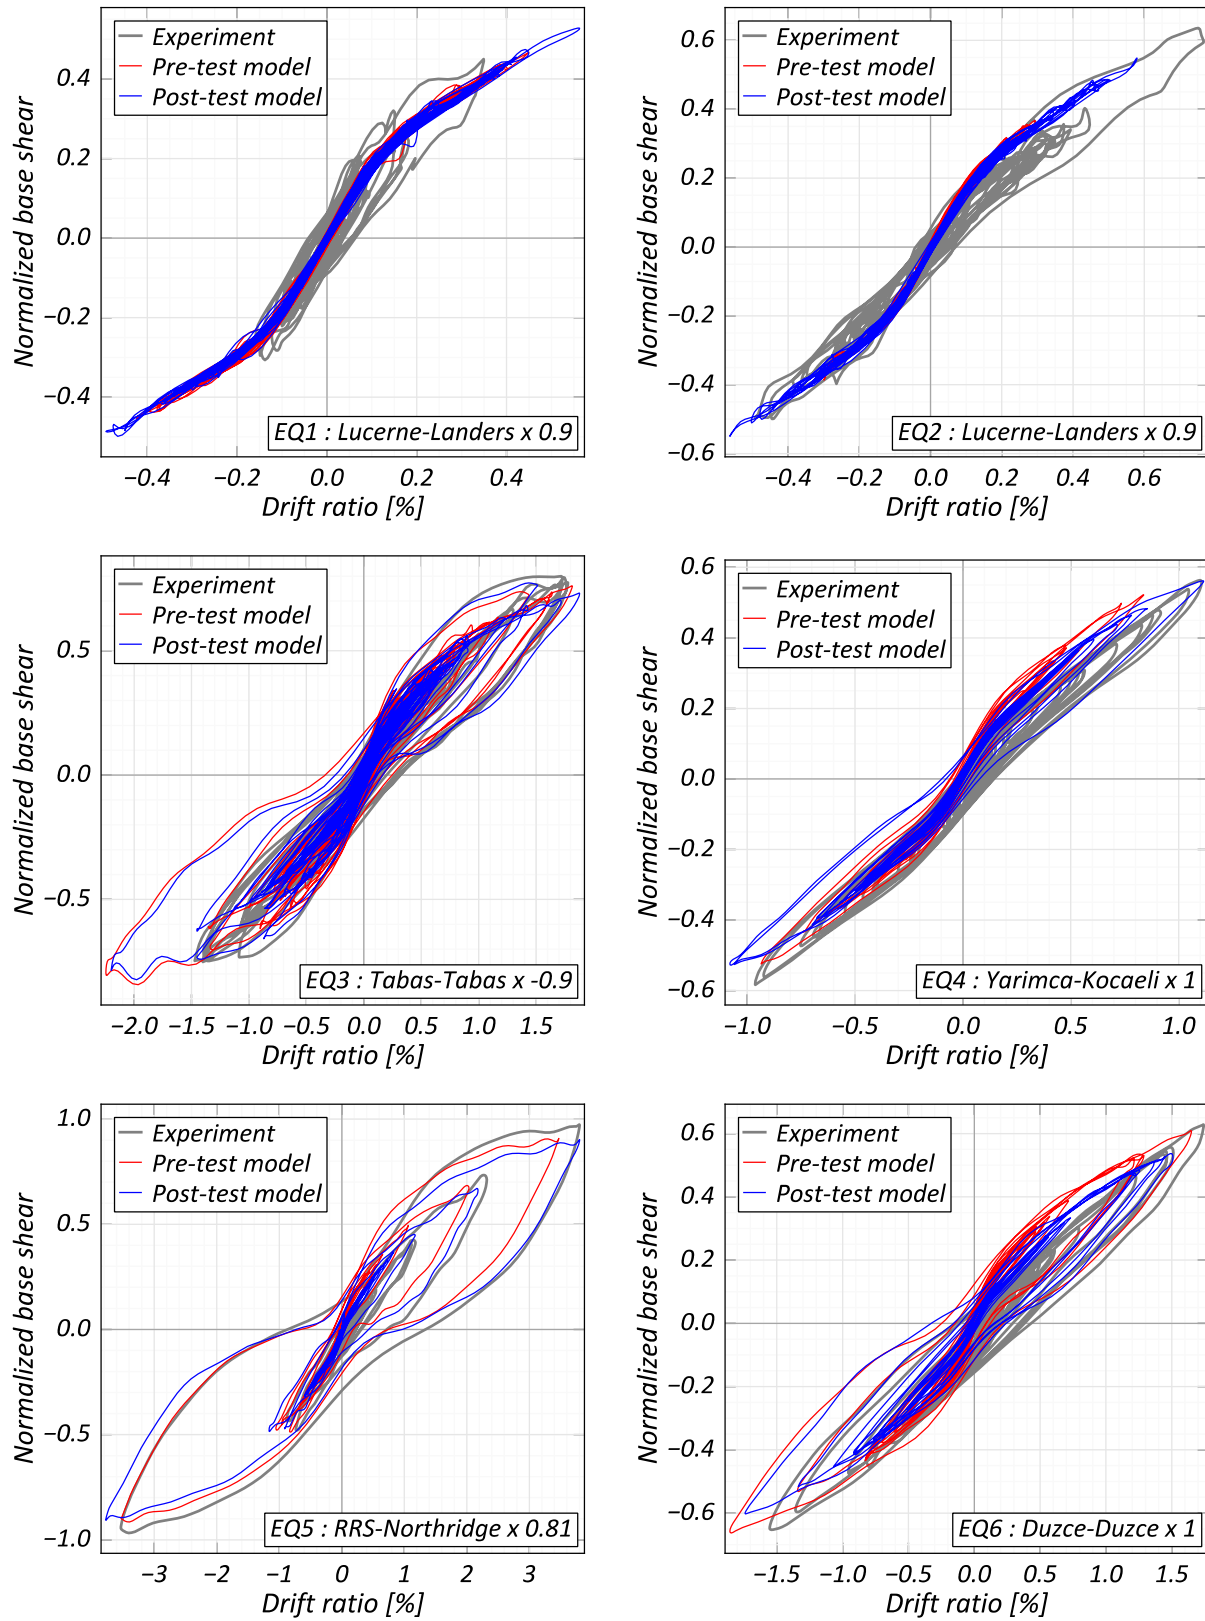 Experiment
Pre-test model
Post-test model
0.4
0.2
0.0
−0.2
−0.4
Normalized base shear
EQ1 : Lucerne-Landers x 0.9
−0.4 −0.2 0.0 0.2 0.4
Drift ratio [%]
Experiment
Pre-test model
Post-test model
0.6
0.4
0.2
0.0
−0.2
−0.4
−0.6
Normalized base shear
EQ2 : Lucerne-Landers x 0.9
−0.4 −0.2 0.0 0.2 0.4 0.6
Drift ratio [%]
Experiment
Pre-test model
Post-test model
0.5
0.0
−0.5
Normalized base shear
EQ3 : Tabas-Tabas x -0.9
−2.0 −1.5 −1.0 −0.5 0.0 0.5 1.0 1.5
Drift ratio [%]
Experiment
Pre-test model
Post-test model
0.6
0.4
0.2
0.0
−0.2
−0.4
−0.6
Normalized base shear
EQ4 : Yarimca-Kocaeli x 1
−1.0 −0.5 0.0 0.5 1.0
Drift ratio [%]
Experiment
Pre-test model
Post-test model
1.0
0.5
0.0
−0.5
−1.0
Normalized base shear
EQ5 : RRS-Northridge x 0.81
−3 −2 −1 0 1 2 3
Drift ratio [%]
Experiment
Pre-test model
Post-test model
0.6
0.4
0.2
0.0
−0.2
−0.4
−0.6
Normalized base shear
EQ6 : Duzce-Duzce x 1
−1.5 −1.0 −0.5 0.0 0.5 1.0 1.5
Drift ratio [%]